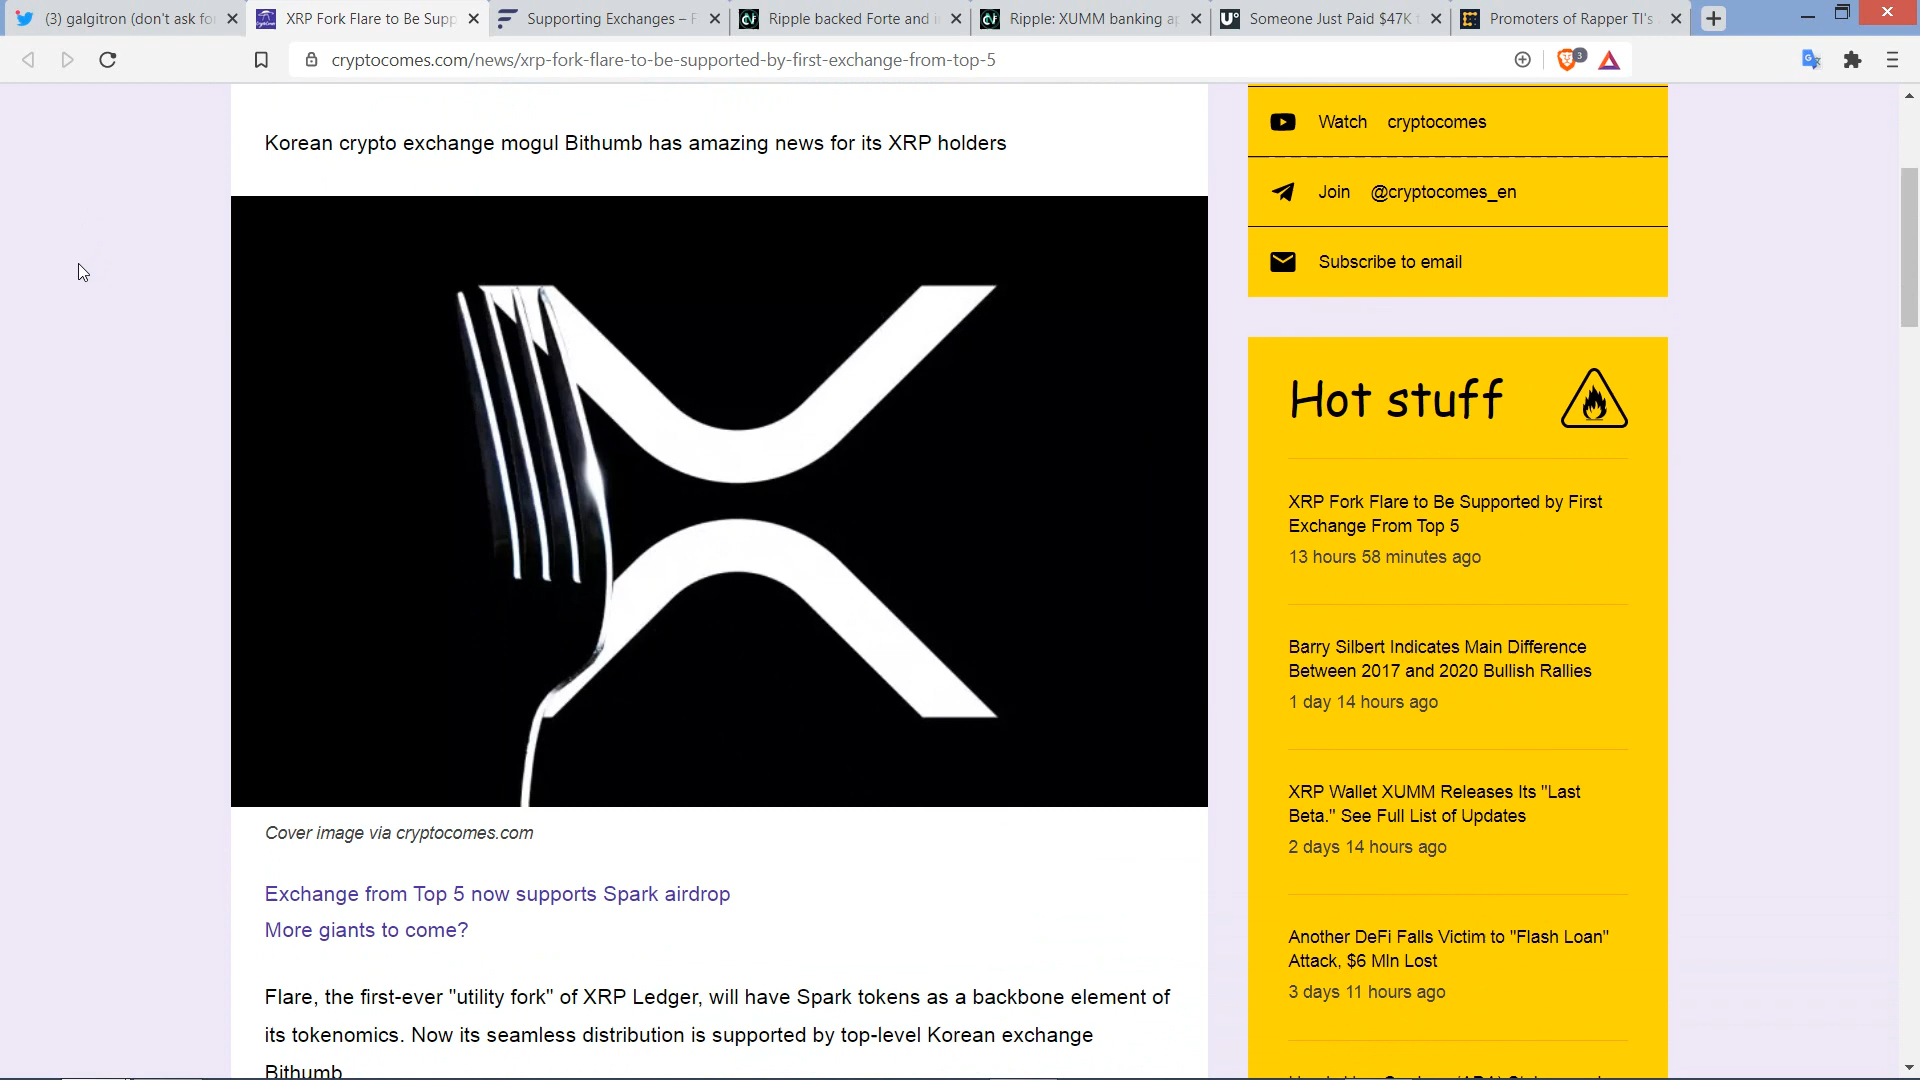 (3) galgitron (don't ask fo
XRP Fork Flare to Be Supp
Supporting Exchanges – F
Ripple backed Forte and i
Ripple: XUMM banking ap
Someone Just Paid $47K
Promoters of Rapper TI's
cryptocomes.com/news/xrp-fork-flare-to-be-supported-by-first-exchange-from-top-5
3
Korean crypto exchange mogul Bithumb has amazing news for its XRP holders
Cover image via cryptocomes.com
Exchange from Top 5 now supports Spark airdrop
More giants to come?
Flare, the first-ever "utility fork" of XRP Ledger, will have Spark tokens as a backbone element of
its tokenomics. Now its seamless distribution is supported by top-level Korean exchange
Bithumb
Watch cryptocomes
Join @cryptocomes_en
Subscribe to email
Hot stuff
XRP Fork Flare to Be Supported by First
Exchange From Top 5
13 hours 58 minutes ago
Barry Silbert Indicates Main Difference
Between 2017 and 2020 Bullish Rallies
1 day 14 hours ago
XRP Wallet XUMM Releases Its "Last
Beta." See Full List of Updates
2 days 14 hours ago
Another DeFi Falls Victim to "Flash Loan"
Attack, $6 Mln Lost
3 days 11 hours ago